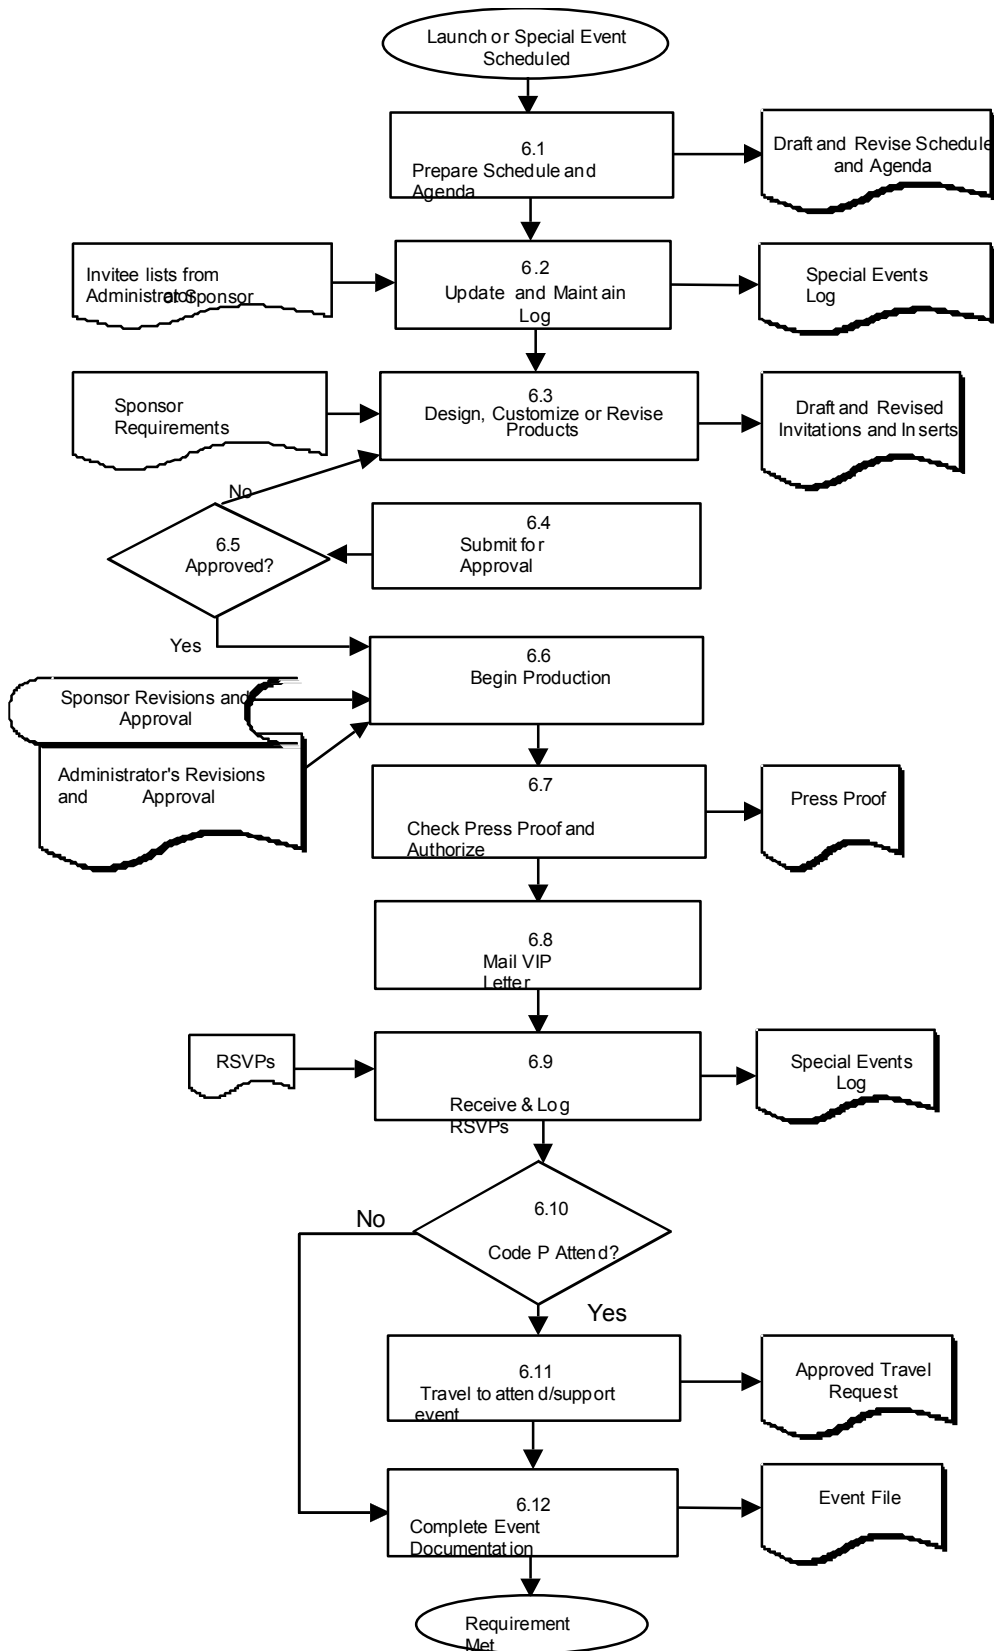 Launch or Special Event
Scheduled
6.1
Prepare Schedule and
Agenda
Draft and Revise Schedule
and Agenda
Invitee lists from
Administrator
or Sponsor
6.2
Update and Maintain
Log
Special Events
Log
Sponsor
Requirements
6.3
Design, Customize or Revise
Products
Draft and Revised
Invitations and Inserts
No
6.4
Submit for
Approval
6.5
Approved?
Yes
6.6
Begin Production
Sponsor Revisions and
Approval
Administrator's Revisions
and Approval
6.7
Check Press Proof and
Authorize
Press Proof
6.8
Mail VIP
Letter
RSVPs
6.9
Receive & Log
RSVPs
Special Events
Log
6.10
Code P Attend?
No
Yes
6.11
Travel to attend/support
event
Approved Travel
Request
6.12
Complete Event
Documentation
Event File
Requirement
Met